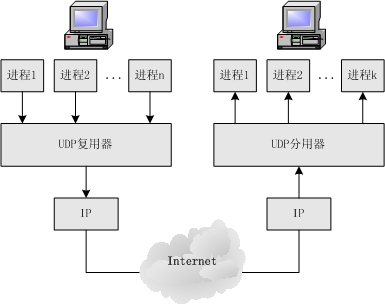 进程1 进程2 ... 进程n 进程1 进程2 ... 进程k
UDP复用器 UDP分用器
IP IP
Internet